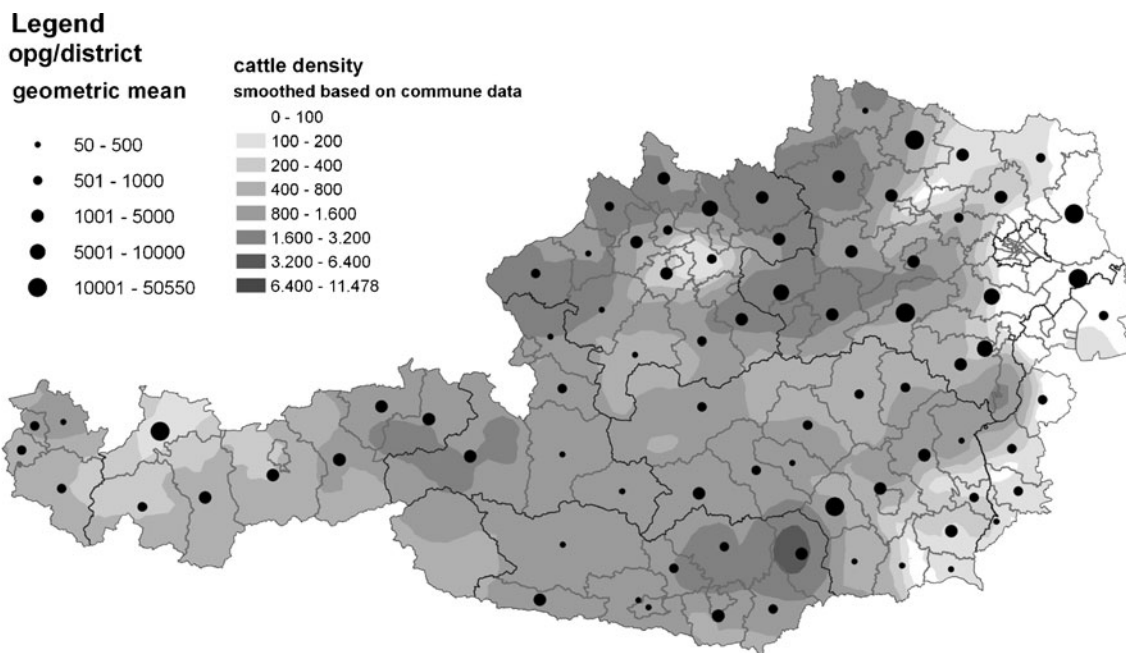 Legend
opg/district
geometric mean
50 - 500
501 - 1000
1001 - 5000
5001 - 10000
10001 - 50550
cattle density
smoothed based on commune data
0 - 100
100 - 200
200 - 400
400 - 800
800 - 1.600
1.600 - 3.200
3.200 - 6.400
6.400 - 11.478